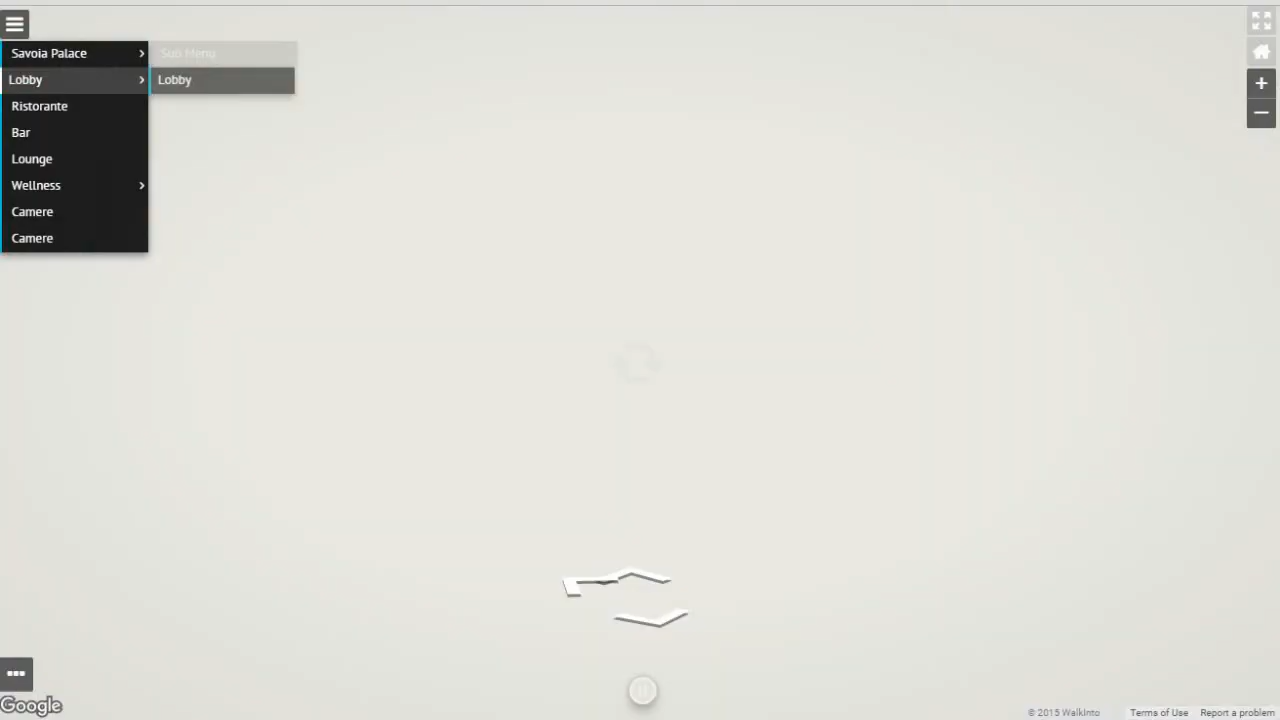 Savoia Palace
Sub Menu
Lobby
Lobby
Ristorante
Bar
Lounge
Wellness
Camere
Camere
Google
© 2015 WalkInto
Terms of Use
Report a problem